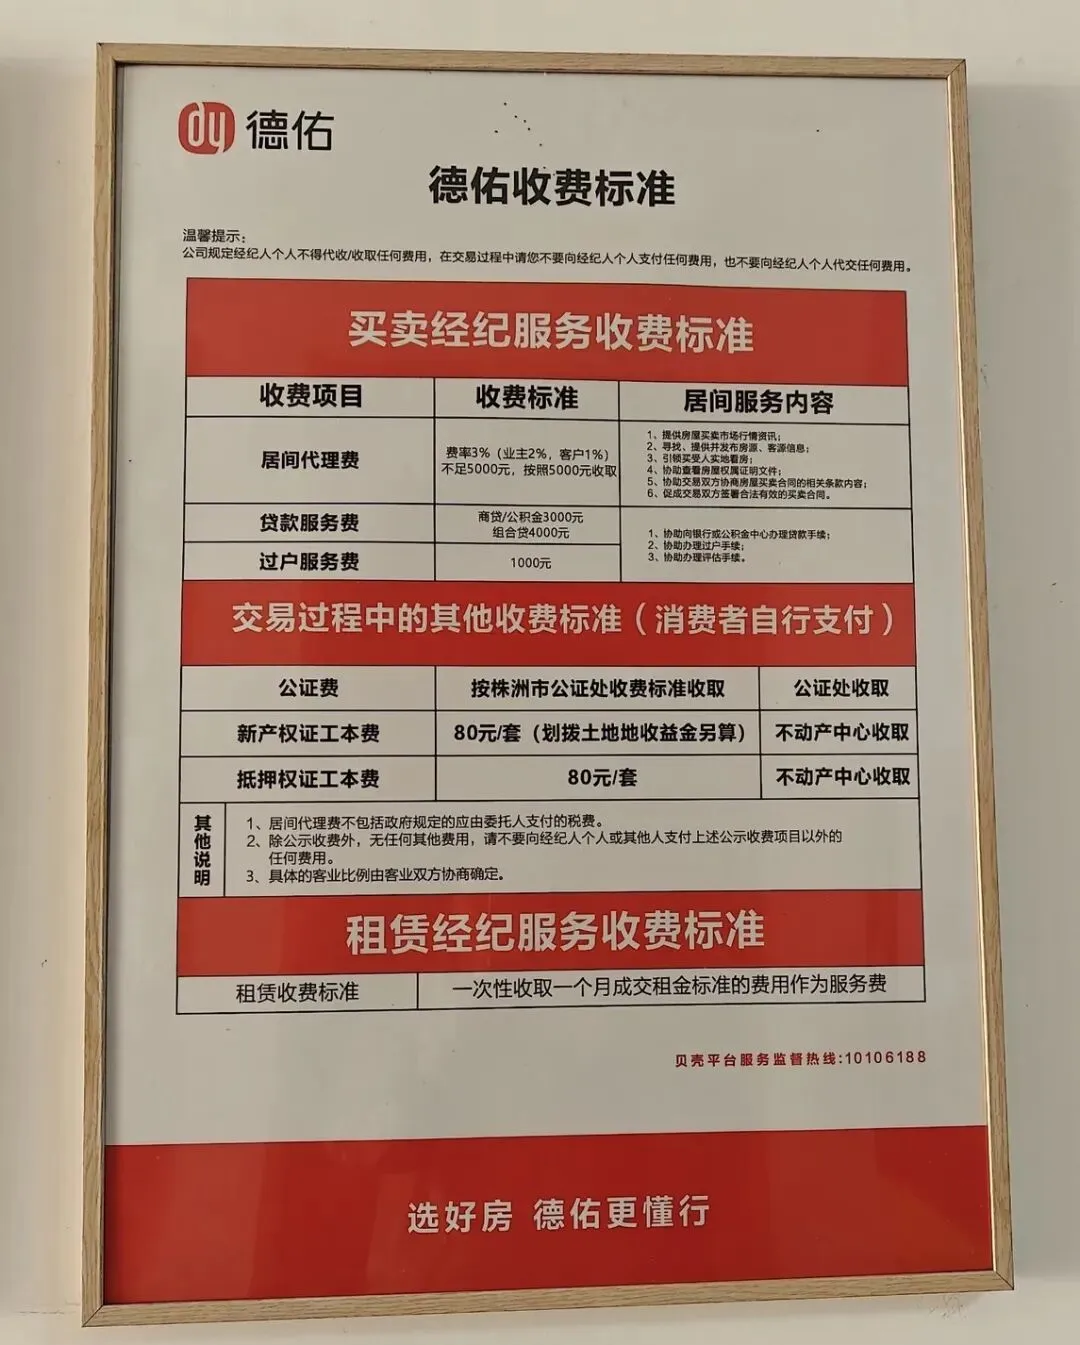 dy 德佑
德佑收费标准
温馨提示：
公司规定经纪人个人不得代收/收取任何费用，在交易过程中请您不要向经纪人个人支付任何费用，也不要向经纪人个人代交任何费用。
买卖经纪服务收费标准
收费项目 收费标准 居间服务内容
居间代理费
费率3%（业主2%，客户1%）
不足5000元，按照5000元收取
1、提供房屋买卖市场行情资讯；
2、寻找、提供并发布房源、客源信息；
3、引领买受人实地看房；
4、协助查看房屋权属证明文件；
5、协助交易双方协商房屋买卖合同的相关条款内容；
6、促成交易双方签署合法有效的买卖合同。
贷款服务费
商贷/公积金3000元
组合贷4000元
过户服务费 1000元
1、协助向银行或公积金中心办理贷款手续；
2、协助办理过户手续；
3、协助办理评估手续。
交易过程中的其他收费标准（消费者自行支付）
公证费 按株洲市公证处收费标准收取 公证处收取
新产权证工本费 80元/套（划拨土地地收益金另算） 不动产中心收取
抵押权证工本费 80元/套 不动产中心收取
其他说明
1、居间代理费不包括政府规定的应由委托人支付的税费。
2、除公示收费外，无任何其他费用，请不要向经纪人个人或其他人支付上述公示收费项目以外的
任何费用。
3、具体的客业比例由客业双方协商确定。
租赁经纪服务收费标准
租赁收费标准 一次性收取一个月成交租金标准的费用作为服务费
贝壳平台服务监督热线:10106188
选好房 德佑更懂行